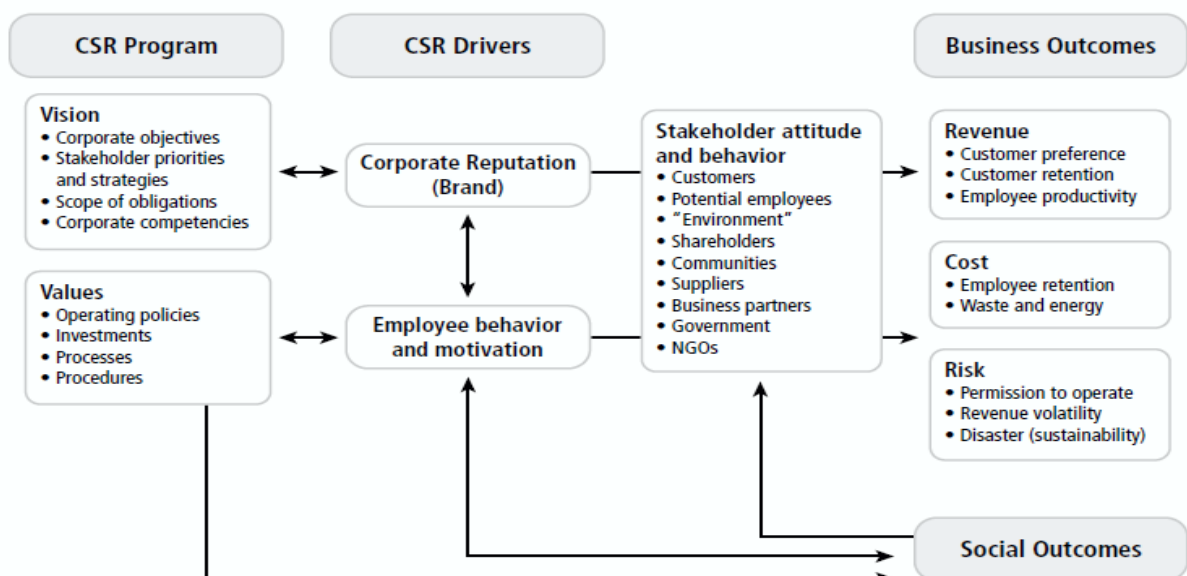 CSR Program
CSR Drivers
Business Outcomes
Vision
• Corporate objectives
• Stakeholder priorities
and strategies
• Scope of obligations
• Corporate competencies
Values
• Operating policies
• Investments
• Processes
• Procedures
Corporate Reputation
(Brand)
Employee behavior
and motivation
Stakeholder attitude
and behavior
• Customers
• Potential employees
• “Environment”
• Shareholders
• Communities
• Suppliers
• Business partners
• Government
• NGOs
Revenue
• Customer preference
• Customer retention
• Employee productivity
Cost
• Employee retention
• Waste and energy
Risk
• Permission to operate
• Revenue volatility
• Disaster (sustainability)
Social Outcomes